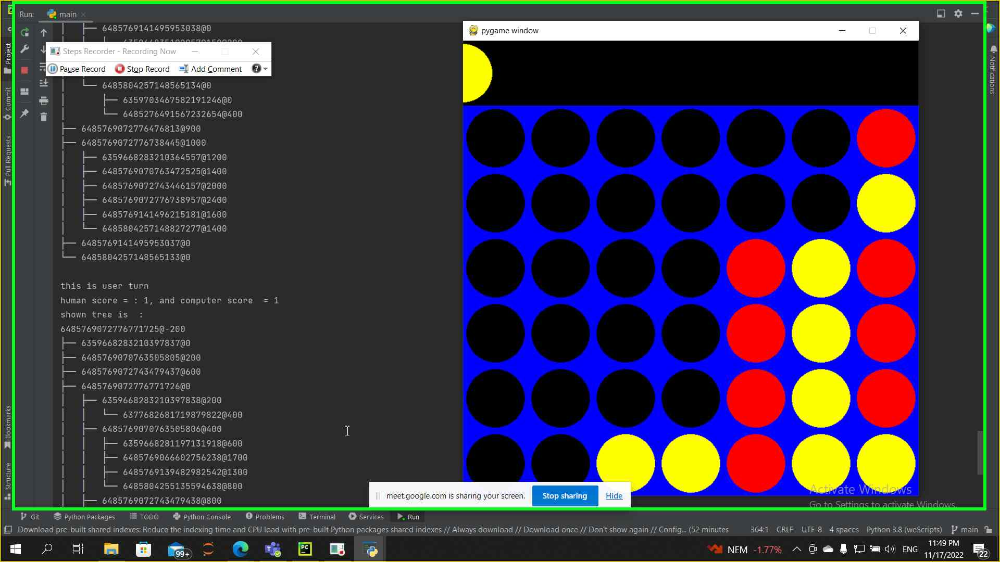 Run: main
6485769141495953038@0
Steps Recorder - Recording Now
Pause Record Stop Record Add Comment
6485804257148565134@0
6359703467582191246@0
6485276491567232654@400
6485769072776476813@900
6485769072776738445@1000
6359668283210364557@1200
6485769070763472525@1400
6485769072743446157@2000
6485769072776738957@2400
6485769141496215181@1600
6485804257148827277@1400
6485769141495953037@0
6485804257148565133@0
this is user turn
human score = : 1, and computer score  = 1
shown tree is  :
6485769072776771725@-200
6359668283210397837@0
6485769070763505805@200
6485769072743479437@600
6485769072776771726@0
6359668283210397838@200
6377682681719879822@400
6485769070763505806@400
6359668281197131918@600
6485769066602756238@1700
6485769139482982542@1300
6485804255135594638@800
6485769072743479438@800
pygame window
Project
Commit
Pull Requests
Bookmarks
Structure
Notifications
meet.google.com is sharing your screen. Stop sharing Hide
Activate Windows
Go to Settings to activate Windows.
Git Python Packages TODO Python Console Problems Terminal Services Run
Download pre-built shared indexes: Reduce the indexing time and CPU load with pre-built Python packages shared indexes // Always download // Download once // Don't show again // Config... (52 minutes 364:1 CRLF UTF-8 4 spaces Python 3.8 (weScripts) main
99+ PC NEM -1.77% ENG 11:49 PM
11/17/2022 22